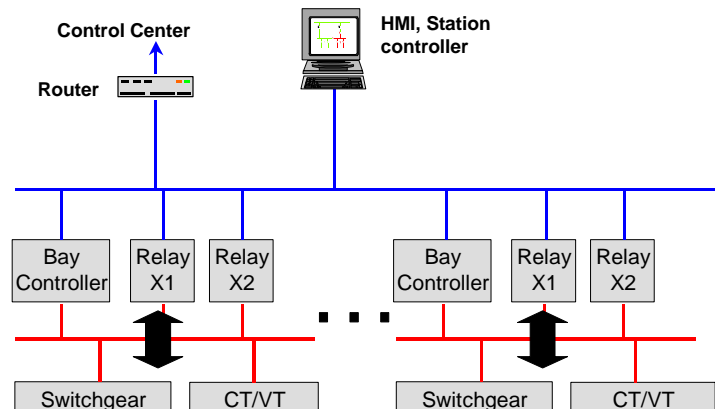 Control Center
HMI, Station
controller
Router
Bay
Controller
Relay
X1
Relay
X2
Bay
Controller
Relay
X1
Relay
X2
Switchgear
CT/VT
Switchgear
CT/VT